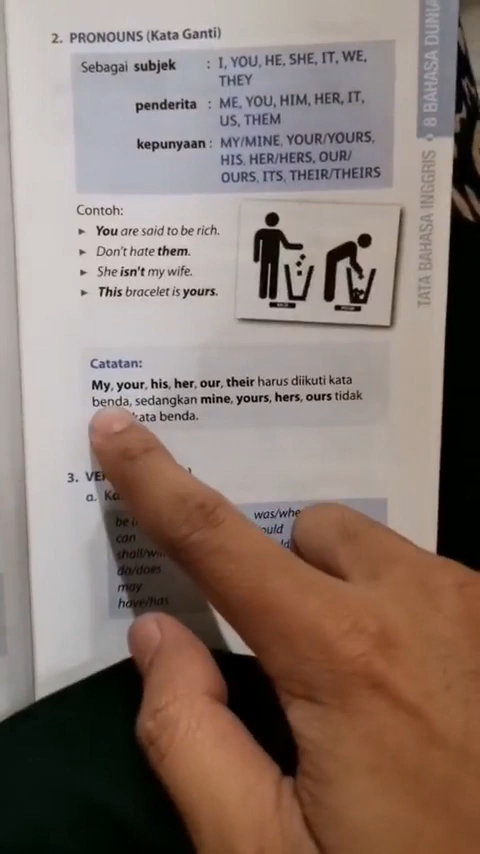 2. PRONOUNS (Kata Ganti)
Sebagai subjek : I, YOU, HE, SHE, IT, WE,
THEY
penderita : ME, YOU, HIM, HER, IT,
US, THEM
kepunyaan : MY/MINE, YOUR/YOURS,
HIS, HER/HERS, OUR/
OURS, ITS, THEIR/THEIRS
Contoh:
► You are said to be rich.
► Don't hate them.
► She isn't my wife.
► This bracelet is yours.
Catatan:
My, your, his, her, our, their harus diikuti kata
benda, sedangkan mine, yours, hers, ours tidak
kata benda.
3.
a.
was/whe
can
do/does
may
have/has
TATA BAHASA INGGRIS • 8 BAHASA DUNIA